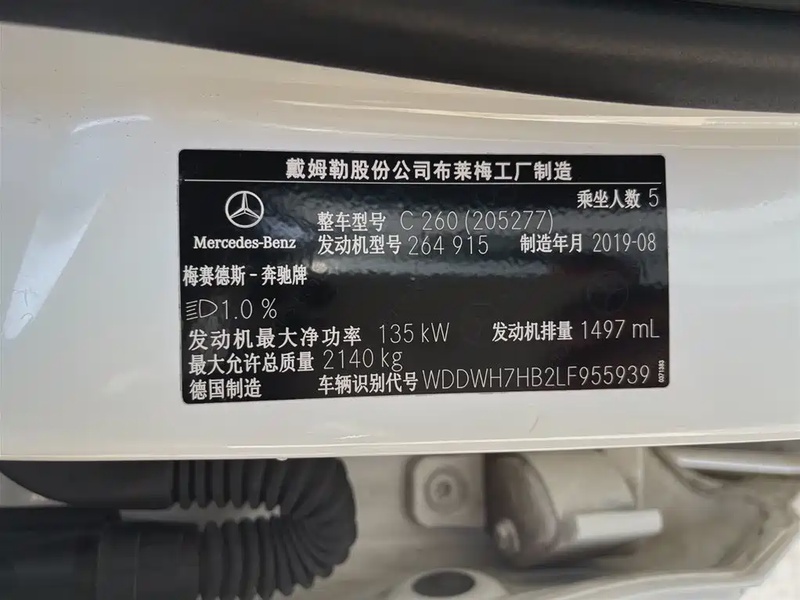 戴姆勒股份公司布莱梅工厂制造
乘坐人数 5
整车型号 C 260 (205277)
Mercedes-Benz
发动机型号 264 915 制造年月 2019-08
梅赛德斯-奔驰牌
1.0 %
发动机最大净功率 135 kW 发动机排量 1497 mL
最大允许总质量 2140 kg
德国制造 车辆识别代号 WDDWH7HB2LF955939